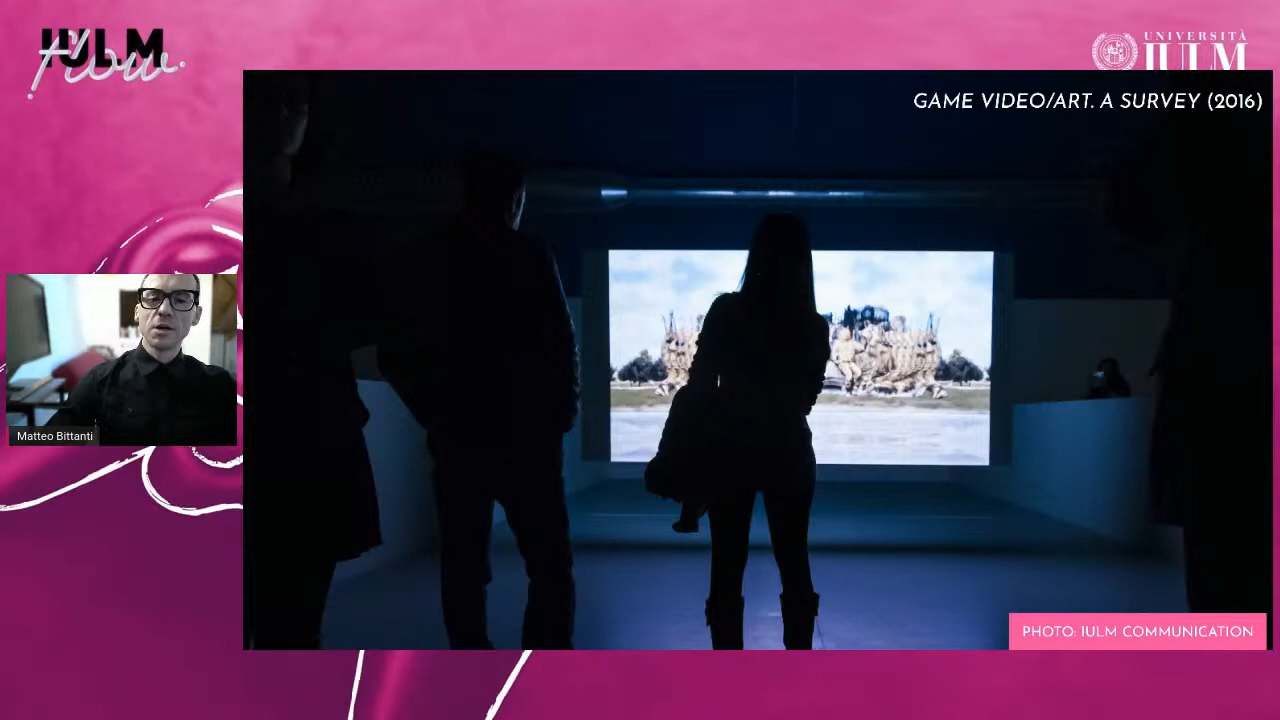 IULM
flow.
UNIVERSITÀ
IULM
GAME VIDEO/ART. A SURVEY (2016)
Matteo Bittanti
PHOTO: IULM COMMUNICATION